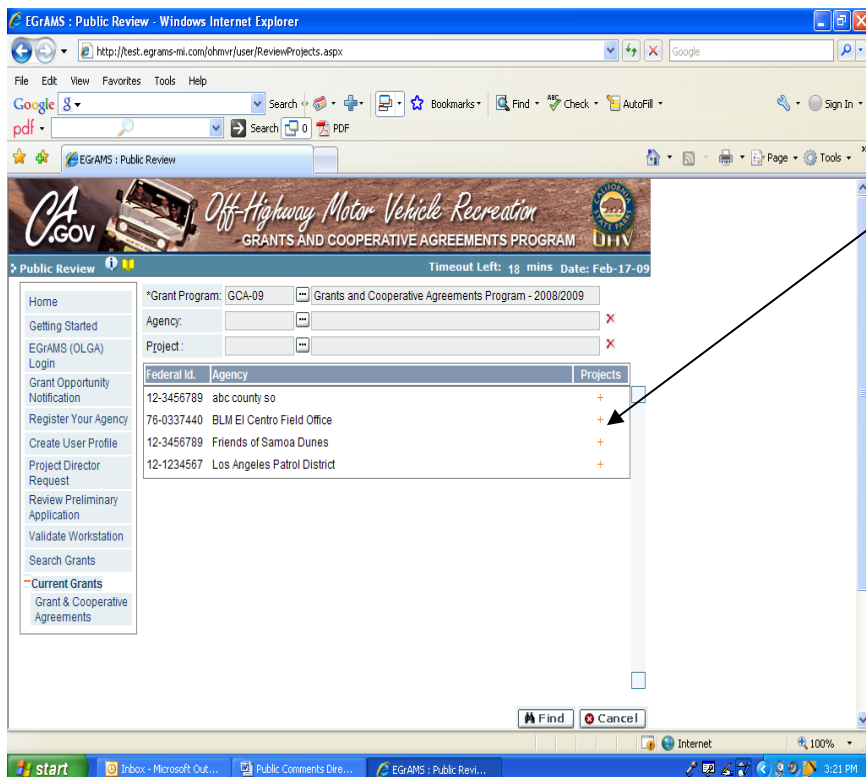 EGrAMS : Public Review - Windows Internet Explorer
http://test.egrams-mi.com/ohmvr/user/ReviewProjects.aspx
Google
File Edit View Favorites Tools Help
Google Search Bookmarks Find Check AutoFill Sign In
pdf Search 0 PDF
EGrAMS : Public Review
Page Tools
CA.GOV
Off-Highway Motor Vehicle Recreation
GRANTS AND COOPERATIVE AGREEMENTS PROGRAM
CALIFORNIA STATE PARKS OHV
Public Review
Timeout Left: 18 mins Date: Feb-17-09
Home
Getting Started
EGrAMS (OLGA)
Login
Grant Opportunity
Notification
Register Your Agency
Create User Profile
Project Director
Request
Review Preliminary
Application
Validate Workstation
Search Grants
Current Grants
Grant & Cooperative
Agreements
*Grant Program: GCA-09 ... Grants and Cooperative Agreements Program - 2008/2009
Agency: ...
Project : ...
Federal Id. Agency Projects
12-3456789 abc county so +
76-0337440 BLM El Centro Field Office +
12-3456789 Friends of Samoa Dunes +
12-1234567 Los Angeles Patrol District +
Find Cancel
Internet 100%
start Inbox - Microsoft Out... Public Comments Dire... EGrAMS : Public Revi... 3:21 PM